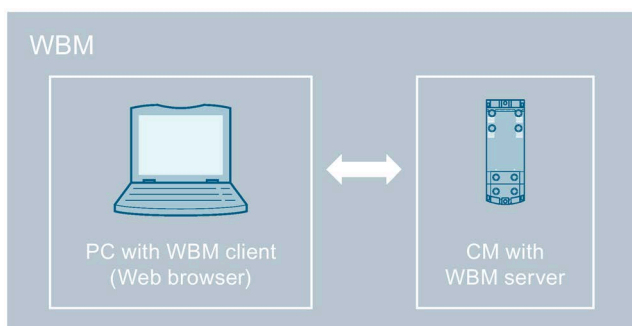 WBM
PC with WBM client
(Web browser)
CM with
WBM server